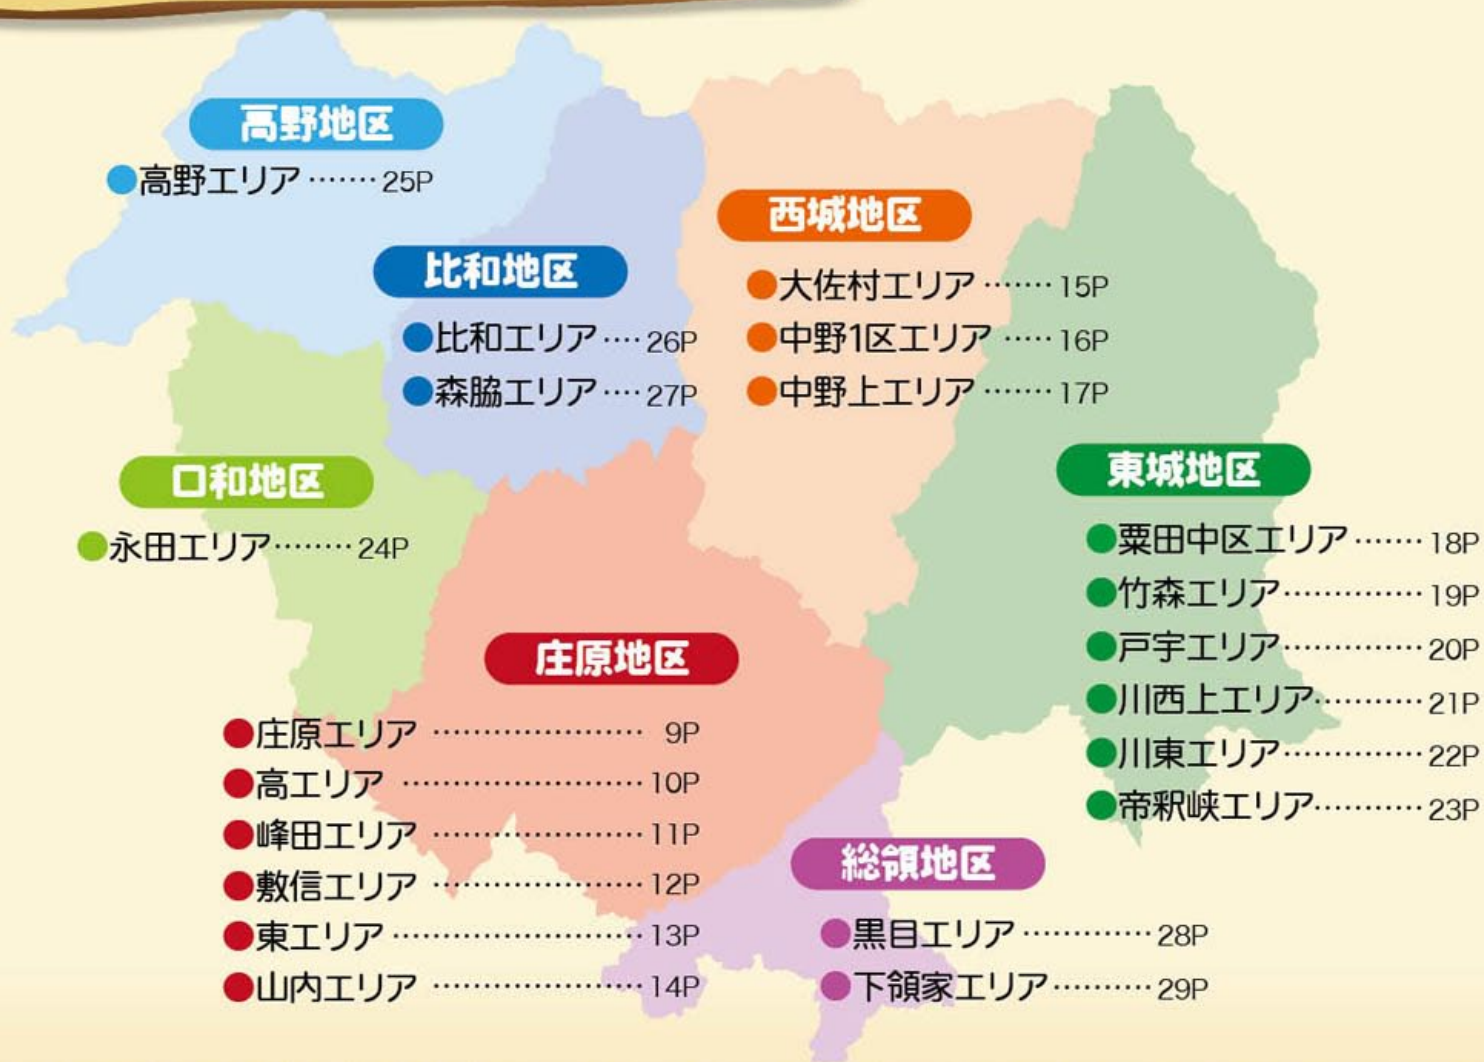 高野地区
●高野エリア ‥‥‥‥ 25P
比和地区
●比和エリア ‥‥ 26P
●森脇エリア ‥‥ 27P
西城地区
●大佐村エリア ‥‥‥‥ 15P
●中野1区エリア ‥‥‥ 16P
●中野上エリア ‥‥‥‥ 17P
口和地区
●永田エリア ‥‥‥‥ 24P
東城地区
●粟田中区エリア ‥‥‥‥ 18P
●竹森エリア ‥‥‥‥‥‥‥ 19P
●戸宇エリア ‥‥‥‥‥‥‥ 20P
●川西上エリア ‥‥‥‥‥‥ 21P
●川東エリア ‥‥‥‥‥‥‥ 22P
●帝釈峡エリア ‥‥‥‥‥‥ 23P
庄原地区
●庄原エリア ‥‥‥‥‥‥‥‥‥‥‥ 9P
●高エリア ‥‥‥‥‥‥‥‥‥‥‥‥ 10P
●峰田エリア ‥‥‥‥‥‥‥‥‥‥‥ 11P
●敷信エリア ‥‥‥‥‥‥‥‥‥‥‥ 12P
●東エリア ‥‥‥‥‥‥‥‥‥‥‥‥ 13P
●山内エリア ‥‥‥‥‥‥‥‥‥‥‥ 14P
総領地区
●黒目エリア ‥‥‥‥‥‥‥ 28P
●下領家エリア ‥‥‥‥‥ 29P